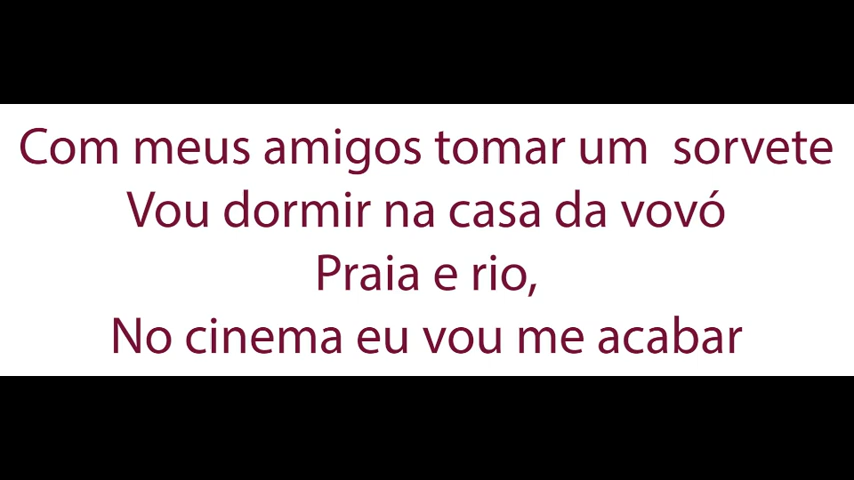 Com meus amigos tomar um  sorvete
Vou dormir na casa da vovó
Praia e rio,
No cinema eu vou me acabar